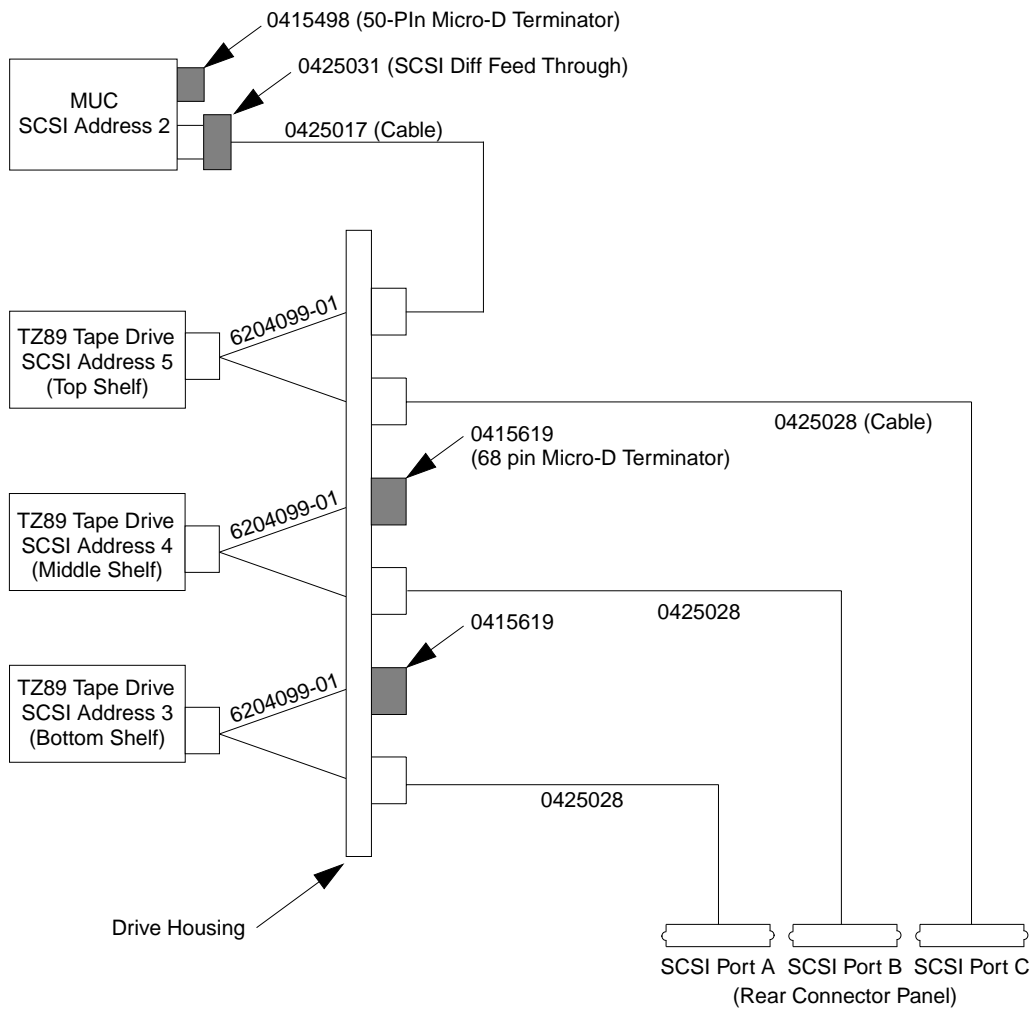 0415498 (50-PIn Micro-D Terminator)
0425031 (SCSI Diff Feed Through)
MUC
SCSI Address 2
0425017 (Cable)
6204099-01
TZ89 Tape Drive
SCSI Address 5
(Top Shelf)
0425028 (Cable)
0415619
(68 pin Micro-D Terminator)
6204099-01
TZ89 Tape Drive
SCSI Address 4
(Middle Shelf)
0425028
0415619
6204099-01
TZ89 Tape Drive
SCSI Address 3
(Bottom Shelf)
0425028
Drive Housing
SCSI Port A
SCSI Port B
SCSI Port C
(Rear Connector Panel)